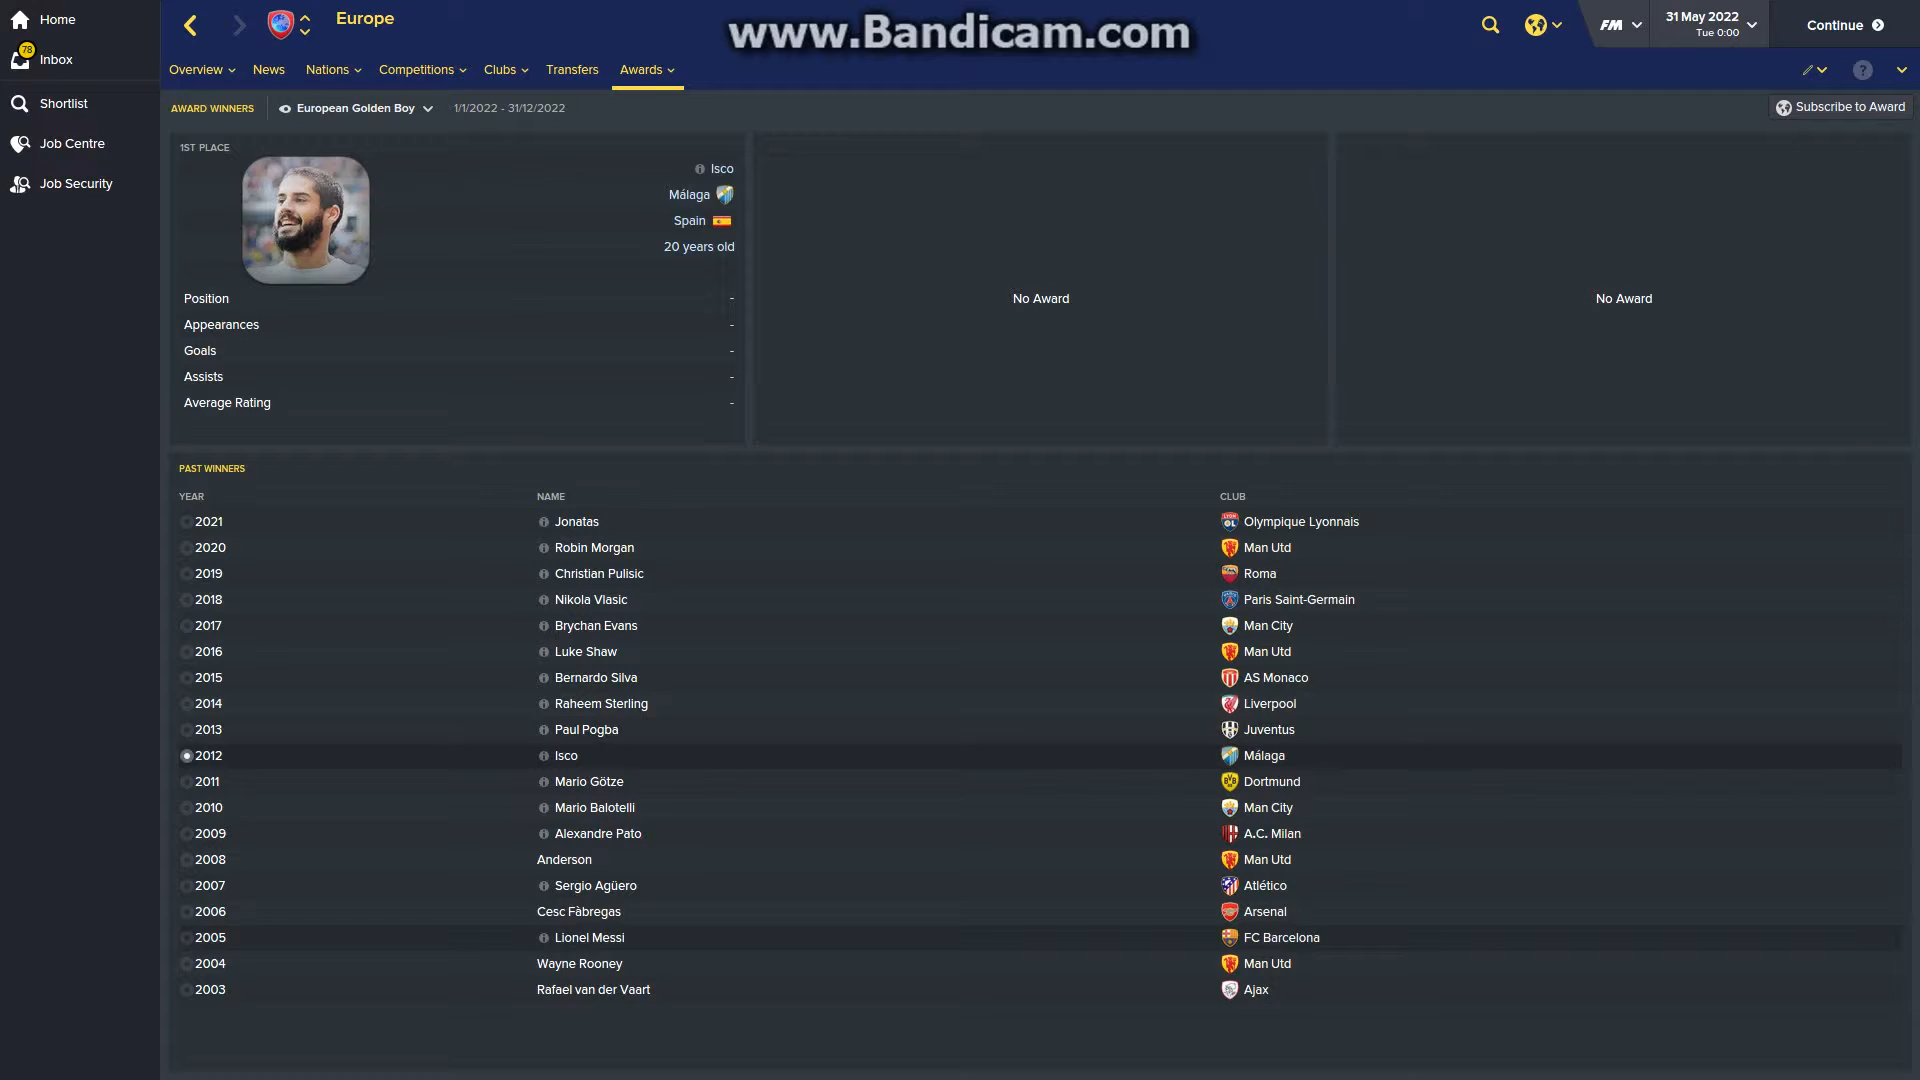 Home
78
Inbox
Shortlist
Job Centre
Job Security
Europe
www.Bandicam.com
FM
31 May 2022
Tue 0:00
Continue
Overview News Nations Competitions Clubs Transfers Awards
?
AWARD WINNERS European Golden Boy 1/1/2022 - 31/12/2022
Subscribe to Award
1ST PLACE
Isco
Málaga
Spain
20 years old
Position -
Appearances -
Goals -
Assists -
Average Rating -
No Award
No Award
PAST WINNERS
YEAR NAME CLUB
2021 Jonatas Olympique Lyonnais
2020 Robin Morgan Man Utd
2019 Christian Pulisic Roma
2018 Nikola Vlasic Paris Saint-Germain
2017 Brychan Evans Man City
2016 Luke Shaw Man Utd
2015 Bernardo Silva AS Monaco
2014 Raheem Sterling Liverpool
2013 Paul Pogba Juventus
2012 Isco Málaga
2011 Mario Götze Dortmund
2010 Mario Balotelli Man City
2009 Alexandre Pato A.C. Milan
2008 Anderson Man Utd
2007 Sergio Agüero Atlético
2006 Cesc Fàbregas Arsenal
2005 Lionel Messi FC Barcelona
2004 Wayne Rooney Man Utd
2003 Rafael van der Vaart Ajax